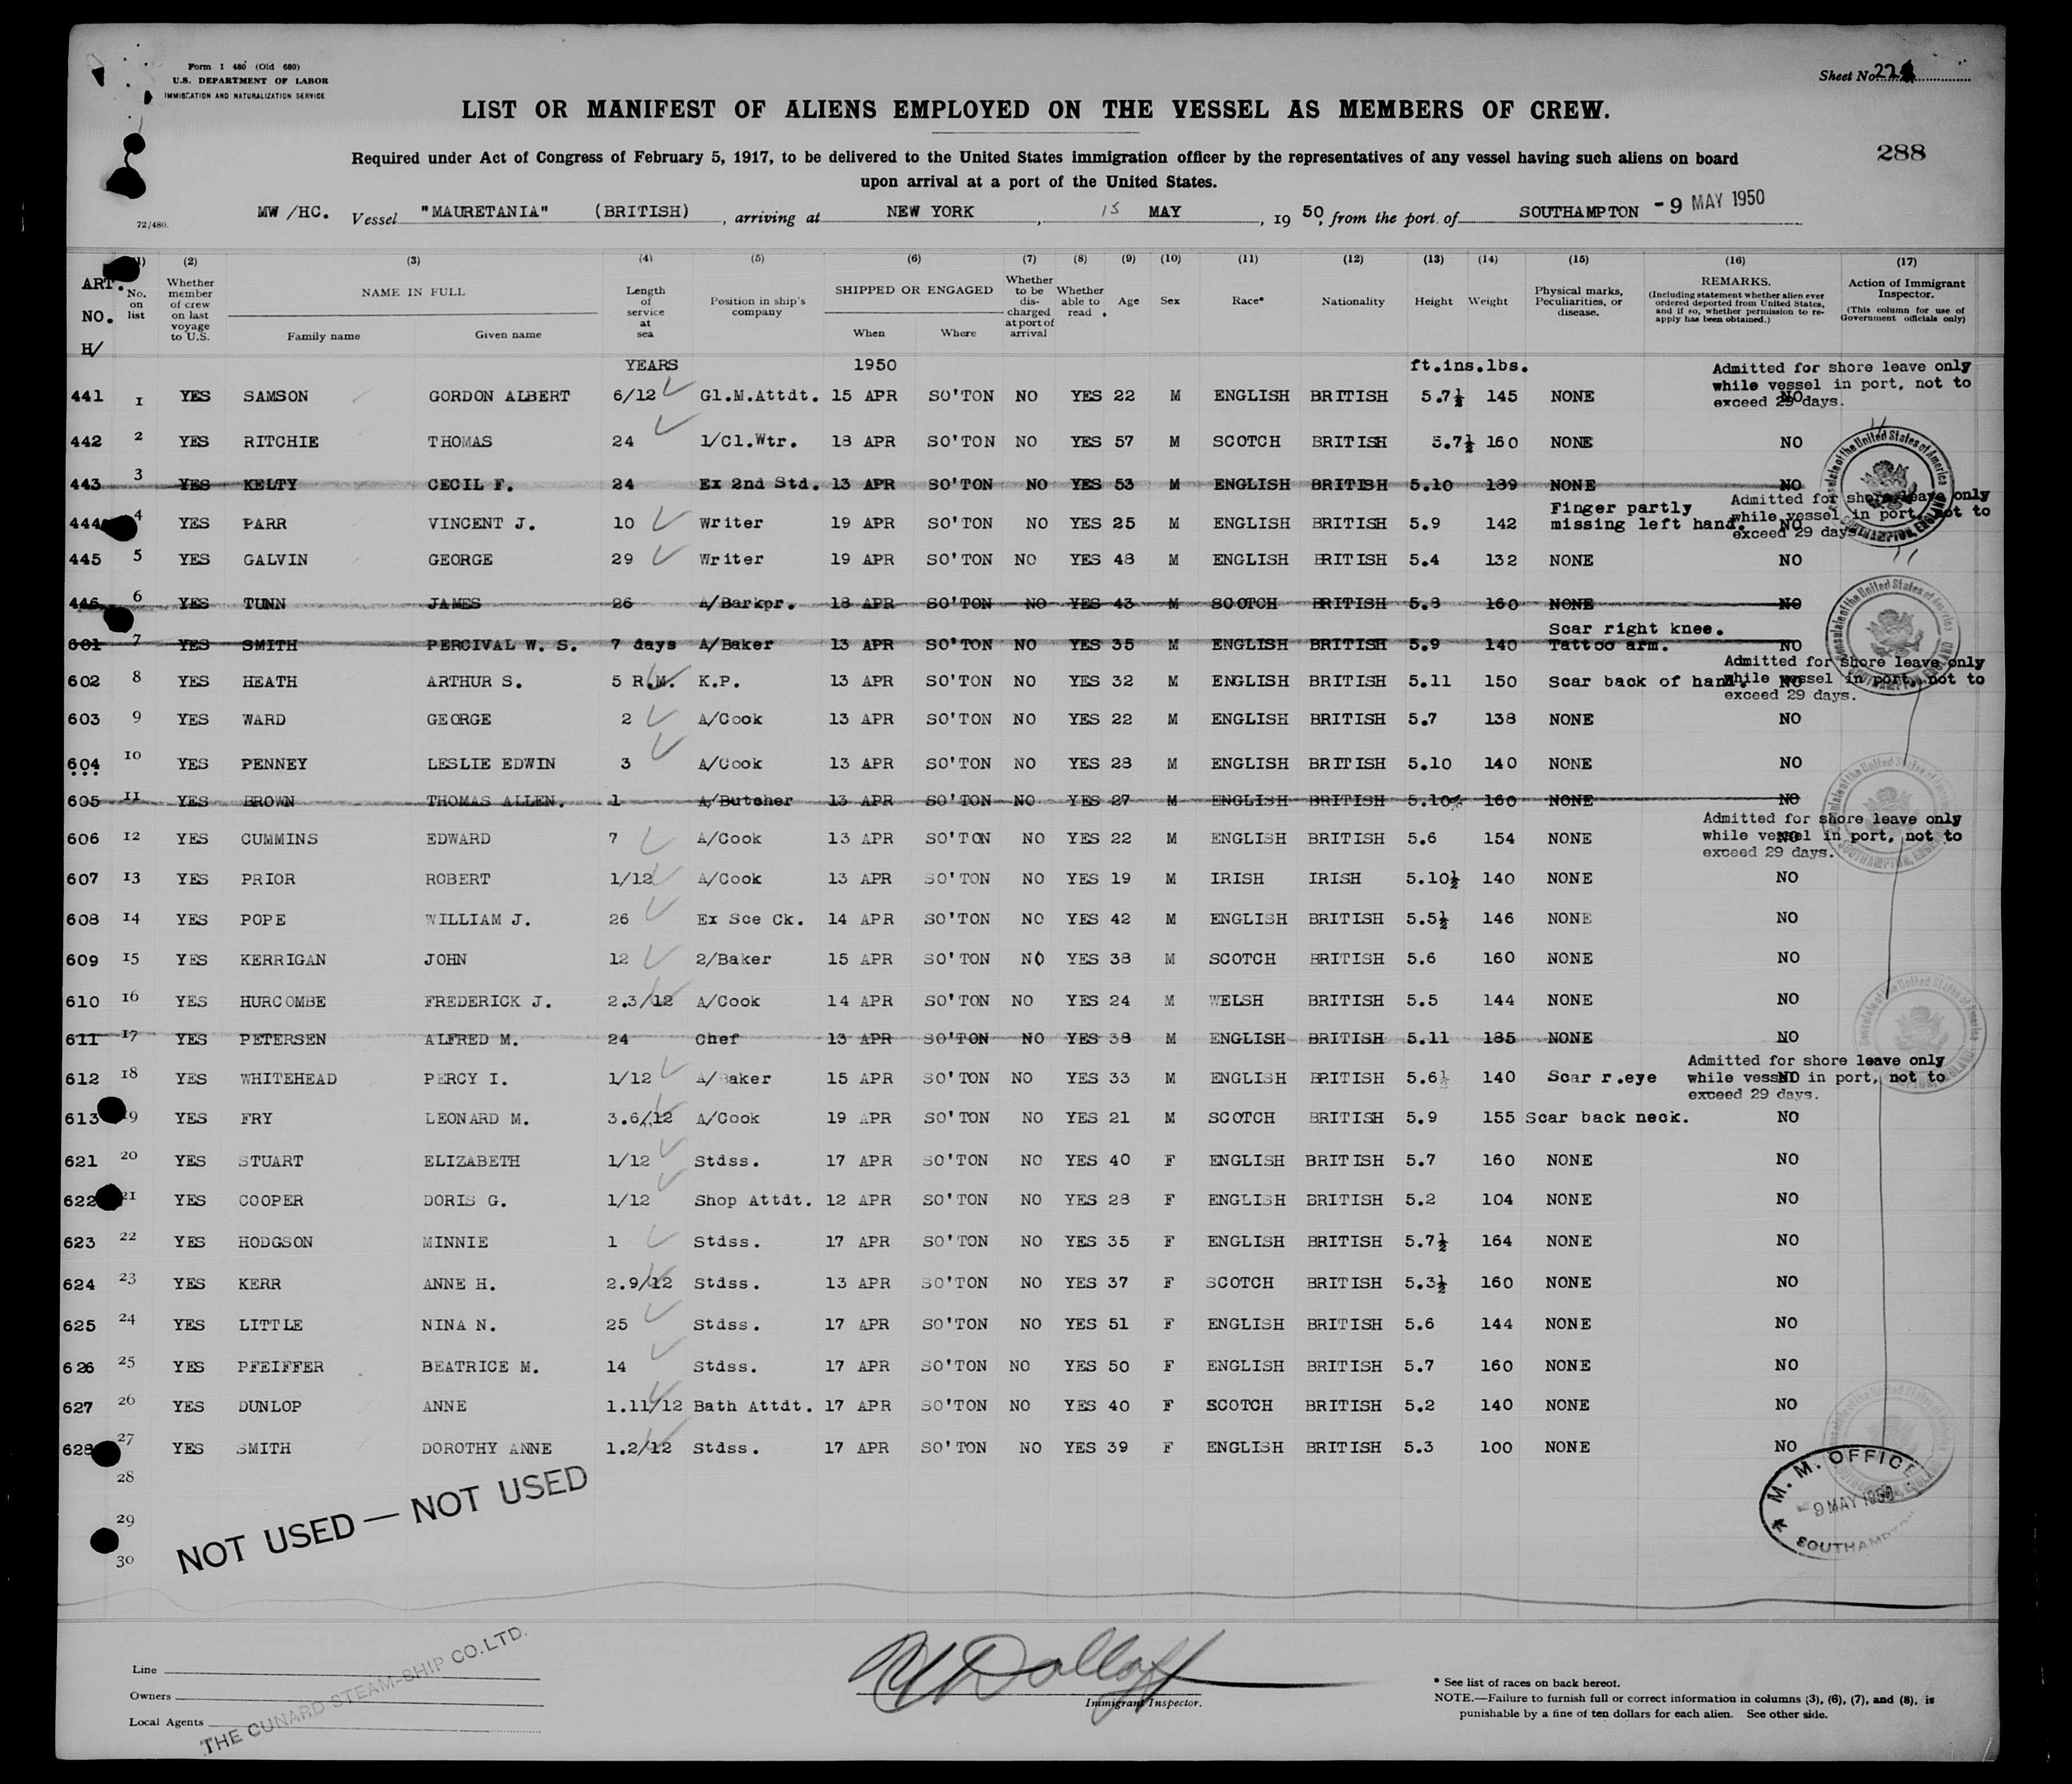 Form I 480 (Old 680)
U.S. DEPARTMENT OF LABOR
IMMIGRATION AND NATURALIZATION SERVICE
Sheet No.
LIST OR MANIFEST OF ALIENS EMPLOYED ON THE VESSEL AS MEMBERS OF CREW.
288
Required under Act of Congress of February 5, 1917, to be delivered to the United States immigration officer by the representatives of any vessel having such aliens on board
upon arrival at a port of the United States.
72/480.
MW /HC. Vessel "MAURETANIA" (BRITISH), arriving at NEW YORK, 15 MAY, 19 50, from the port of SOUTHAMPTON -9 MAY 1950
ART. NO. H/
(1) No. on list
(2) Whether member of crew on last voyage to U.S.
(3) NAME IN FULL
Family name
Given name
(4) Length of service at sea
(5) Position in ship's company
(6) SHIPPED OR ENGAGED
When
Where
(7) Whether to be discharged at port of arrival
(8) Whether able to read
(9) Age
(10) Sex
(11) Race*
(12) Nationality
(13) Height
(14) Weight
(15) Physical marks, Peculiarities, or disease.
(16) REMARKS. (Including statement whether alien ever ordered deported from United States, and if so, whether permission to re-apply has been obtained.)
(17) Action of Immigrant Inspector. (This column for use of Government officials only)
YEARS 1950 ft.ins.lbs.
Admitted for shore leave only
while vessel in port, not to
exceed 29 days.
441 1 YES SAMSON GORDON ALBERT 6/12 Gl.M.Attdt. 15 APR SO'TON NO YES 22 M ENGLISH BRITISH 5.7½ 145 NONE NO
442 2 YES RITCHIE THOMAS 24 1/Cl.Wtr. 18 APR SO'TON NO YES 57 M SCOTCH BRITISH 5.7½ 160 NONE NO
443 3 YES KELTY CECIL F. 24 Ex 2nd Std. 13 APR SO'TON NO YES 53 M ENGLISH BRITISH 5.10 189 NONE NO
Admitted for shore leave only
while vessel in port, not to
exceed 29 days
444 4 YES PARR VINCENT J. 10 Writer 19 APR SO'TON NO YES 25 M ENGLISH BRITISH 5.9 142 Finger partly missing left hand. NO
445 5 YES GALVIN GEORGE 29 Writer 19 APR SO'TON NO YES 48 M ENGLISH BRITISH 5.4 132 NONE NO
446 6 YES TUNN JAMES 26 A/Barkpr. 18 APR SO'TON NO YES 43 M SCOTCH BRITISH 5.8 160 NONE NO
601 7 YES SMITH PERCIVAL W. S. 7 days A/Baker 13 APR SO'TON NO YES 35 M ENGLISH BRITISH 5.9 140 Scar right knee. Tattoo arm. NO
Admitted for shore leave only
while vessel in port, not to
exceed 29 days.
602 8 YES HEATH ARTHUR S. 5 R.M. K.P. 13 APR SO'TON NO YES 32 M ENGLISH BRITISH 5.11 150 Scar back of hand. NO
603 9 YES WARD GEORGE 2 A/Cook 13 APR SO'TON NO YES 22 M ENGLISH BRITISH 5.7 138 NONE NO
604 10 YES PENNEY LESLIE EDWIN 3 A/Cook 13 APR SO'TON NO YES 28 M ENGLISH BRITISH 5.10 140 NONE NO
605 11 YES BROWN THOMAS ALLEN. 1 A/Butcher 13 APR SO'TON NO YES 27 M ENGLISH BRITISH 5.10½ 160 NONE NO
Admitted for shore leave only
while vessel in port, not to
exceed 29 days.
606 12 YES CUMMINS EDWARD 7 A/Cook 13 APR SO'TON NO YES 22 M ENGLISH BRITISH 5.6 154 NONE NO
607 13 YES PRIOR ROBERT 1/12 A/Cook 13 APR SO'TON NO YES 19 M IRISH IRISH 5.10½ 140 NONE NO
608 14 YES POPE WILLIAM J. 26 Ex Sce Ck. 14 APR SO'TON NO YES 42 M ENGLISH BRITISH 5.5½ 146 NONE NO
609 15 YES KERRIGAN JOHN 12 2/Baker 15 APR SO'TON NO YES 38 M SCOTCH BRITISH 5.6 160 NONE NO
610 16 YES HURCOMBE FREDERICK J. 2.3/12 A/Cook 14 APR SO'TON NO YES 24 M WELSH BRITISH 5.5 144 NONE NO
611 17 YES PETERSEN ALFRED M. 24 Chef 13 APR SO'TON NO YES 38 M ENGLISH BRITISH 5.11 185 NONE NO
Admitted for shore leave only
while vessel in port, not to
exceed 29 days.
612 18 YES WHITEHEAD PERCY I. 1/12 A/Baker 15 APR SO'TON NO YES 33 M ENGLISH BRITISH 5.6½ 140 Scar r.eye NO
613 19 YES FRY LEONARD M. 3.6/12 A/Cook 19 APR SO'TON NO YES 21 M SCOTCH BRITISH 5.9 155 Scar back neck. NO
621 20 YES STUART ELIZABETH 1/12 Stdss. 17 APR SO'TON NO YES 40 F ENGLISH BRITISH 5.7 160 NONE NO
622 21 YES COOPER DORIS G. 1/12 Shop Attdt. 12 APR SO'TON NO YES 28 F ENGLISH BRITISH 5.2 104 NONE NO
623 22 YES HODGSON MINNIE 1 Stdss. 17 APR SO'TON NO YES 35 F ENGLISH BRITISH 5.7½ 164 NONE NO
624 23 YES KERR ANNE H. 2.9/12 Stdss. 13 APR SO'TON NO YES 37 F SCOTCH BRITISH 5.3½ 160 NONE NO
625 24 YES LITTLE NINA N. 25 Stdss. 17 APR SO'TON NO YES 51 F ENGLISH BRITISH 5.6 144 NONE NO
626 25 YES PFEIFFER BEATRICE M. 14 Stdss. 17 APR SO'TON NO YES 50 F ENGLISH BRITISH 5.7 160 NONE NO
627 26 YES DUNLOP ANNE 1.11/12 Bath Attdt. 17 APR SO'TON NO YES 40 F SCOTCH BRITISH 5.2 140 NONE NO
628 27 YES SMITH DOROTHY ANNE 1.2/12 Stdss. 17 APR SO'TON NO YES 39 F ENGLISH BRITISH 5.3 100 NONE NO
28
29
30
NOT USED — NOT USED
M. M. OFFICE
-9 MAY 1950
SOUTHAMPTON
Line
Owners
Local Agents
THE CUNARD STEAM-SHIP CO. LTD.
Immigrant Inspector.
* See list of races on back hereof.
NOTE.—Failure to furnish full or correct information in columns (3), (6), (7), and (8), is
punishable by a fine of ten dollars for each alien. See other side.